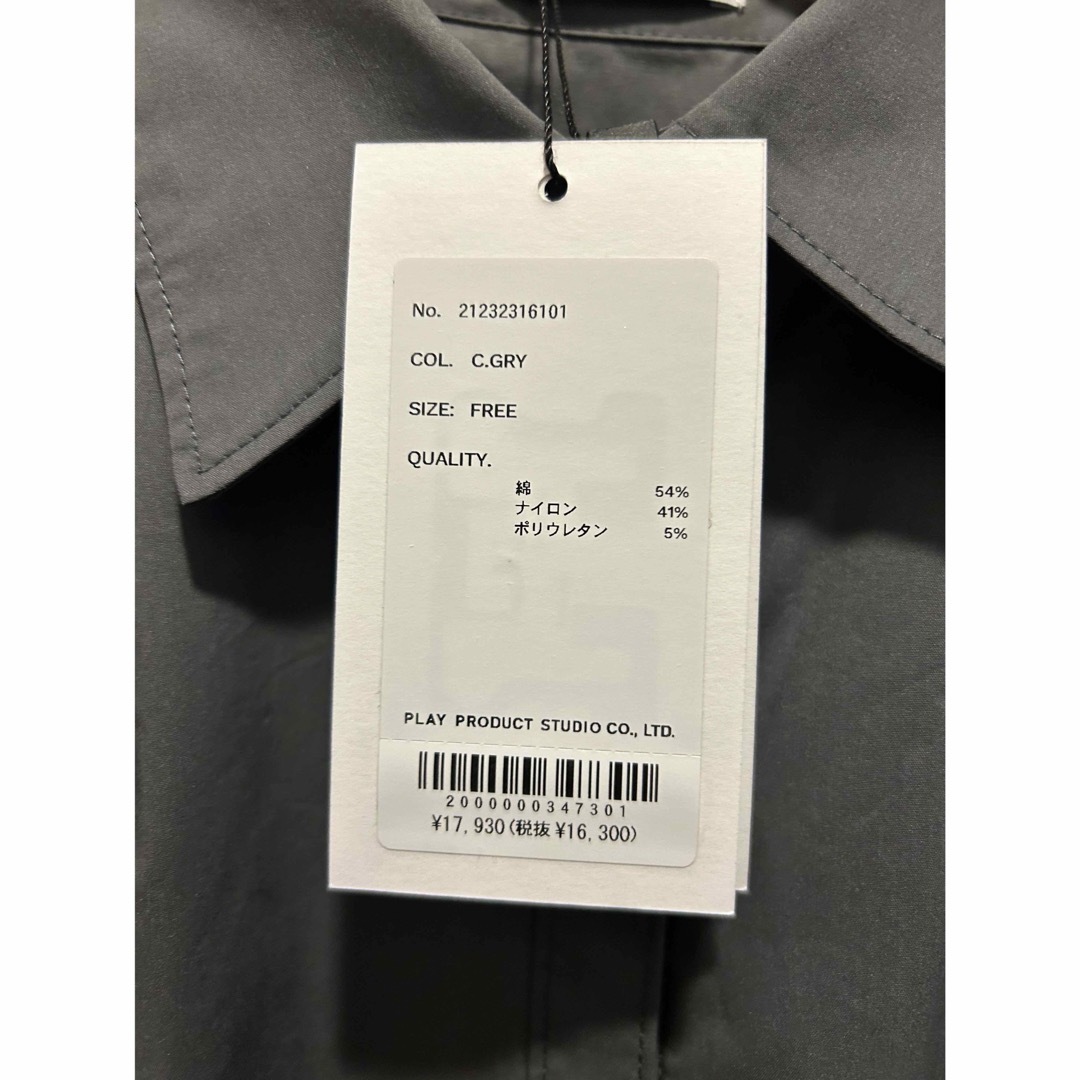 No. 21232316101
COL. C.GRY
SIZE: FREE
QUALITY.
綿 54%
ナイロン 41%
ポリウレタン 5%
PLAY PRODUCT STUDIO CO., LTD.
2000000347301
¥17,930(税抜¥16,300)